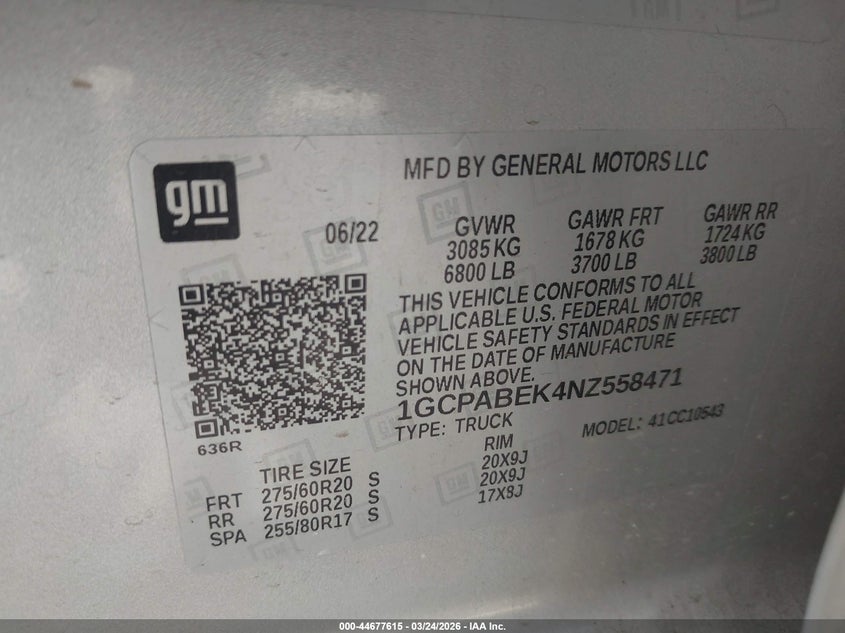 gm
MFD BY GENERAL MOTORS LLC
06/22
GVWR GAWR FRT GAWR RR
3085 KG 1678 KG 1724 KG
6800 LB 3700 LB 3800 LB
THIS VEHICLE CONFORMS TO ALL
APPLICABLE U.S. FEDERAL MOTOR
VEHICLE SAFETY STANDARDS IN EFFECT
ON THE DATE OF MANUFACTURE
SHOWN ABOVE.
1GCPABEK4NZ558471
TYPE: TRUCK MODEL: 41CC10543
636R
TIRE SIZE RIM
FRT 275/60R20 S 20X9J
RR 275/60R20 S 20X9J
SPA 255/80R17 S 17X8J
000-44677615 - 03/24/2026 - IAA Inc.